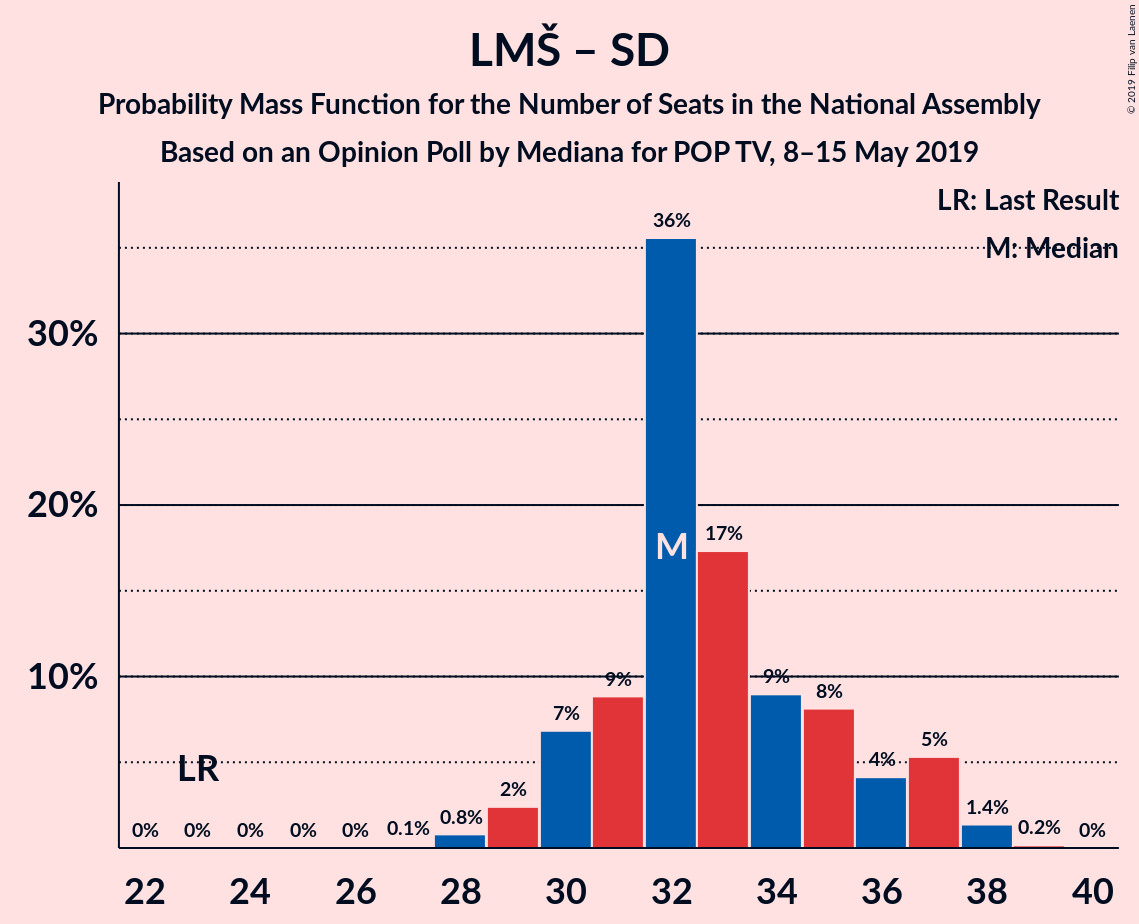 LMŠ – SD
Probability Mass Function for the Number of Seats in the National Assembly
Based on an Opinion Poll by Mediana for POP TV, 8–15 May 2019
© 2019 Filip van Laenen
LR: Last Result
M: Median
30%
20%
10%
LR
M
0%
0%
0%
0%
0%
0.1%
0.8%
2%
7%
9%
36%
17%
9%
8%
4%
5%
1.4%
0.2%
0%
22 24 26 28 30 32 34 36 38 40